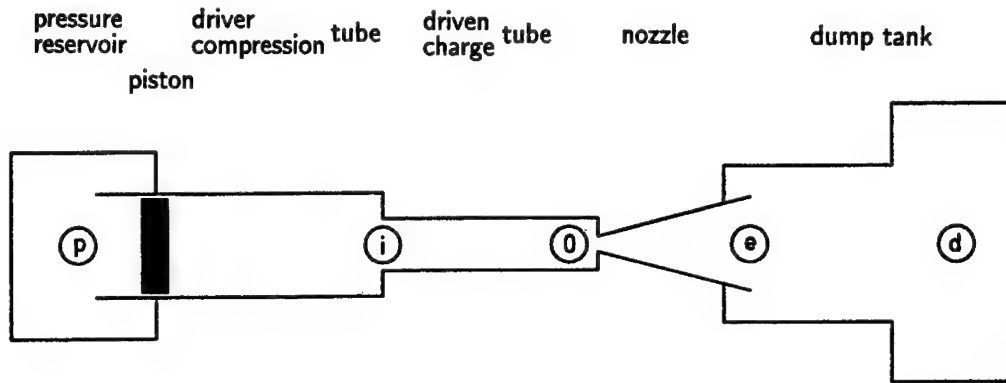 pressure
reservoir
piston
driver
compression tube
driven
charge tube
nozzle
dump tank
p
i
0
e
d